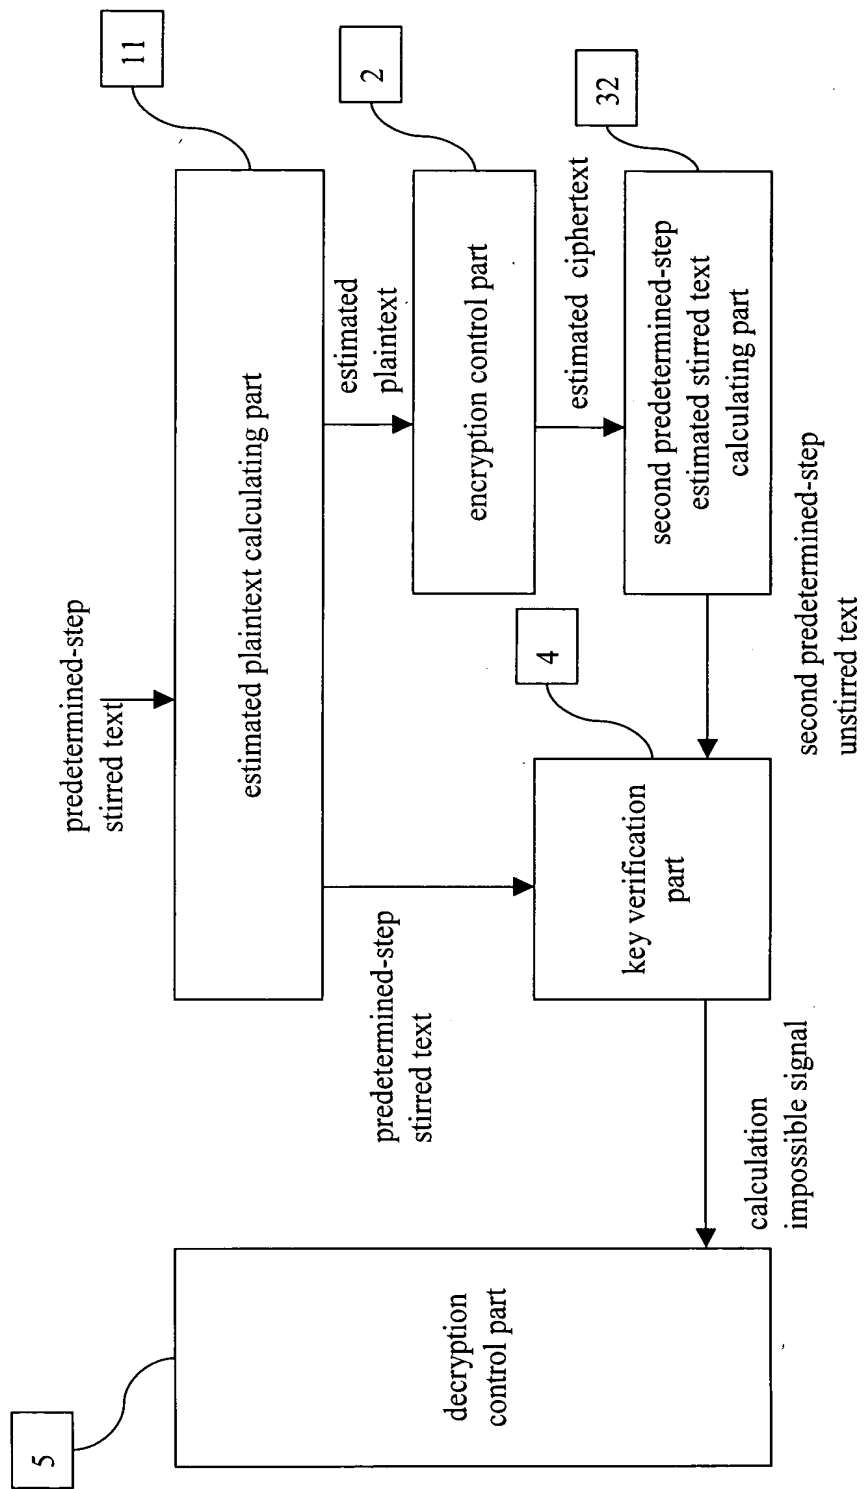 11
predetermined-step
stirred text
estimated plaintext calculating part
estimated
plaintext
2
encryption control part
estimated ciphertext
32
second predetermined-step
estimated stirred text
calculating part
second predetermined-step
unstirred text
predetermined-step
stirred text
4
key verification
part
calculation
impossible signal
5
decryption
control part